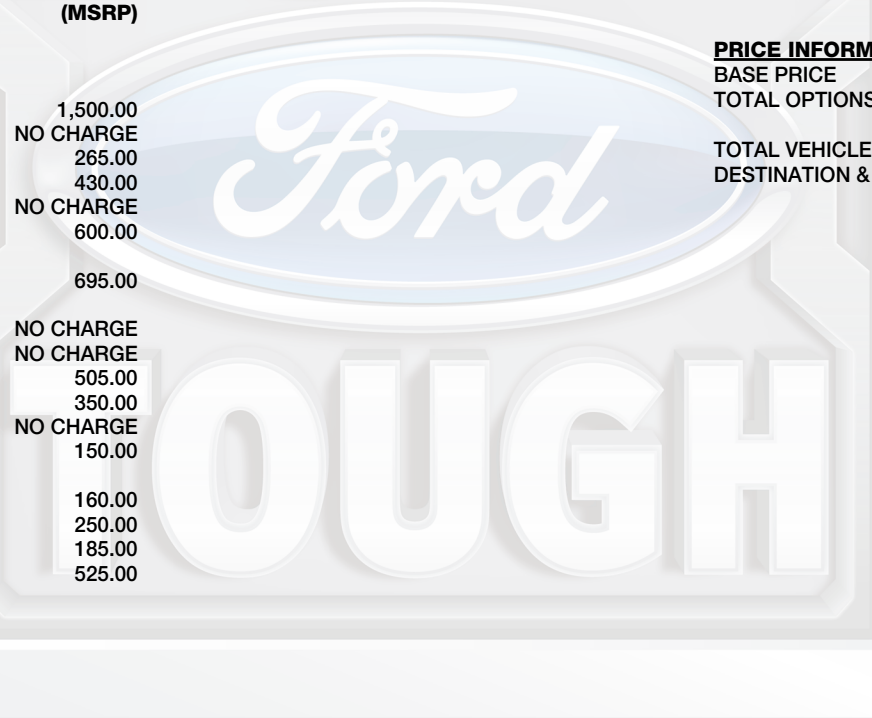 (MSRP)
1,500.00
NO CHARGE
265.00
430.00
NO CHARGE
600.00
695.00
NO CHARGE
NO CHARGE
505.00
350.00
NO CHARGE
150.00
160.00
250.00
185.00
525.00
PRICE INFORM
BASE PRICE
TOTAL OPTIONS
TOTAL VEHICLE
DESTINATION &
Ford
TOUGH